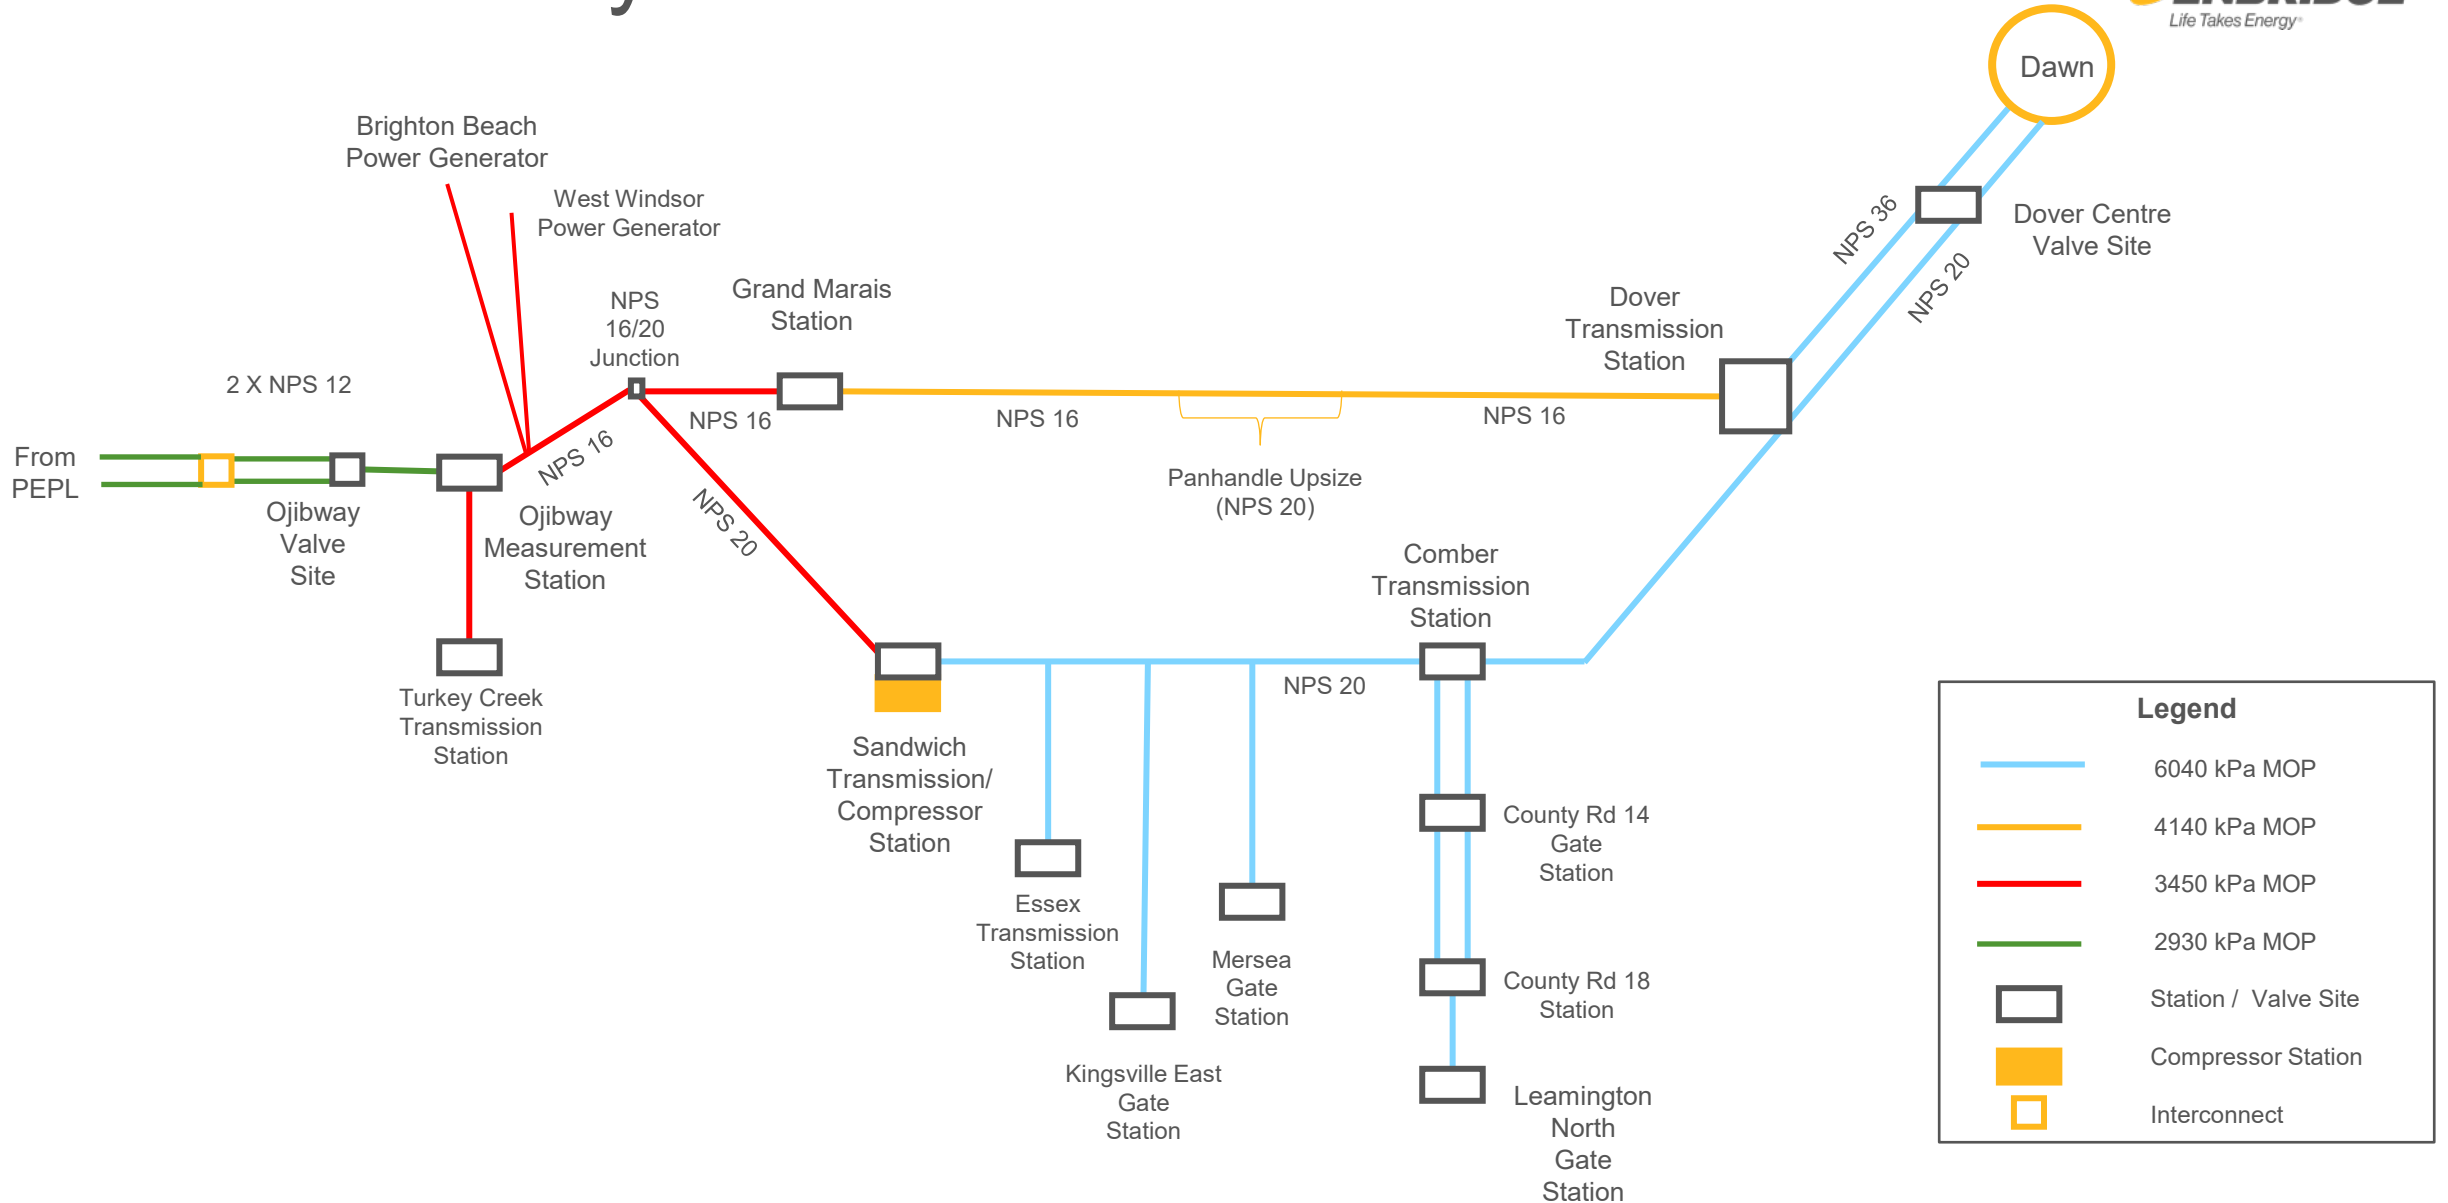 Life Takes Energy
Dawn
Brighton Beach
Power Generator
West Windsor
Power Generator
NPS
16/20
Junction
Grand Marais
Station
Dover
Transmission
Station
NPS 36
NPS 20
Dover Centre
Valve Site
2 X NPS 12
From
PEPL
Ojibway
Valve
Site
Ojibway
Measurement
Station
NPS 16
NPS 16
NPS 16
NPS 16
Panhandle Upsize
(NPS 20)
NPS 20
Comber
Transmission
Station
Turkey Creek
Transmission
Station
Sandwich
Transmission/
Compressor
Station
NPS 20
Essex
Transmission
Station
Kingsville East
Gate
Station
Mersea
Gate
Station
County Rd 14
Gate
Station
County Rd 18
Station
Leamington
North
Gate
Station
Legend
6040 kPa MOP
4140 kPa MOP
3450 kPa MOP
2930 kPa MOP
Station / Valve Site
Compressor Station
Interconnect